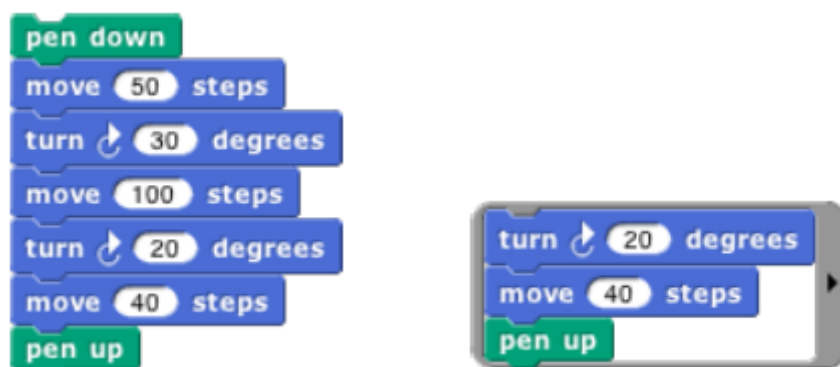 pen down
move 50 steps
turn 30 degrees
move 100 steps
turn 20 degrees
move 40 steps
pen up
turn 20 degrees
move 40 steps
pen up